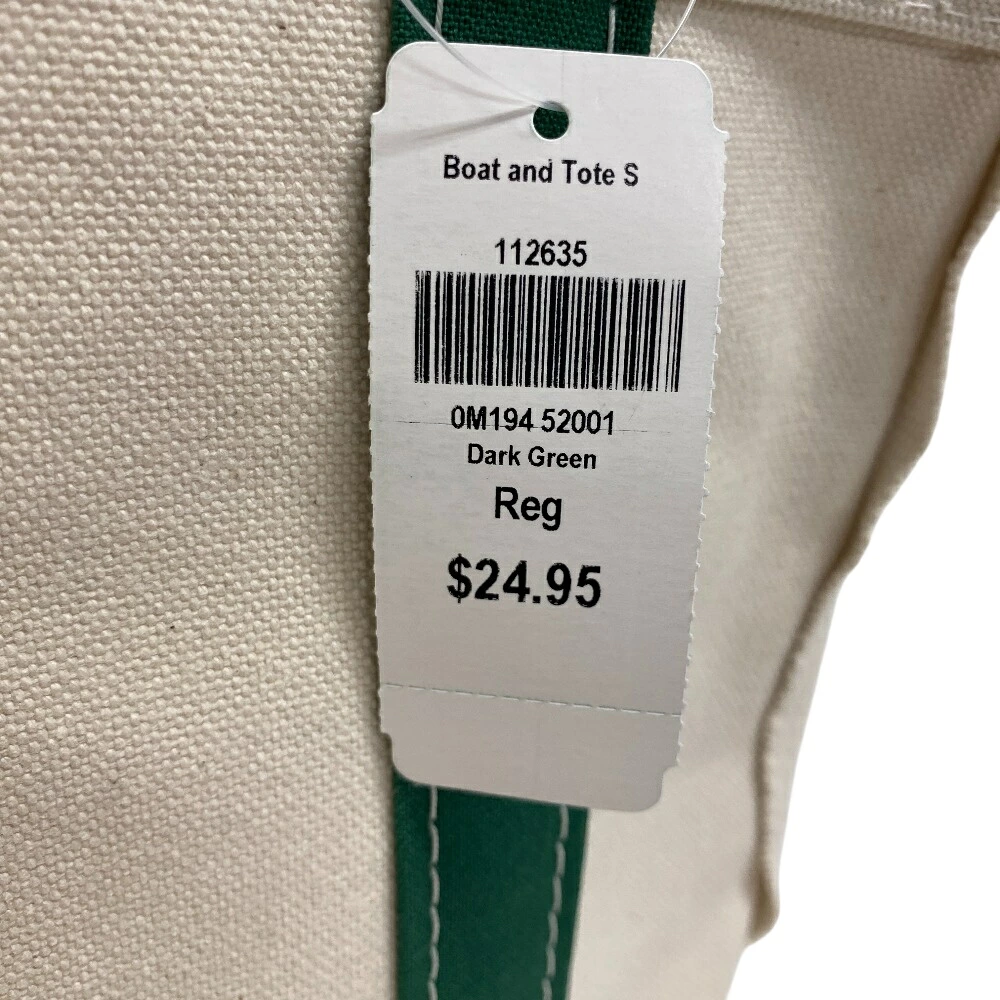 Boat and Tote S
112635
0M194 52001
Dark Green
Reg
$24.95